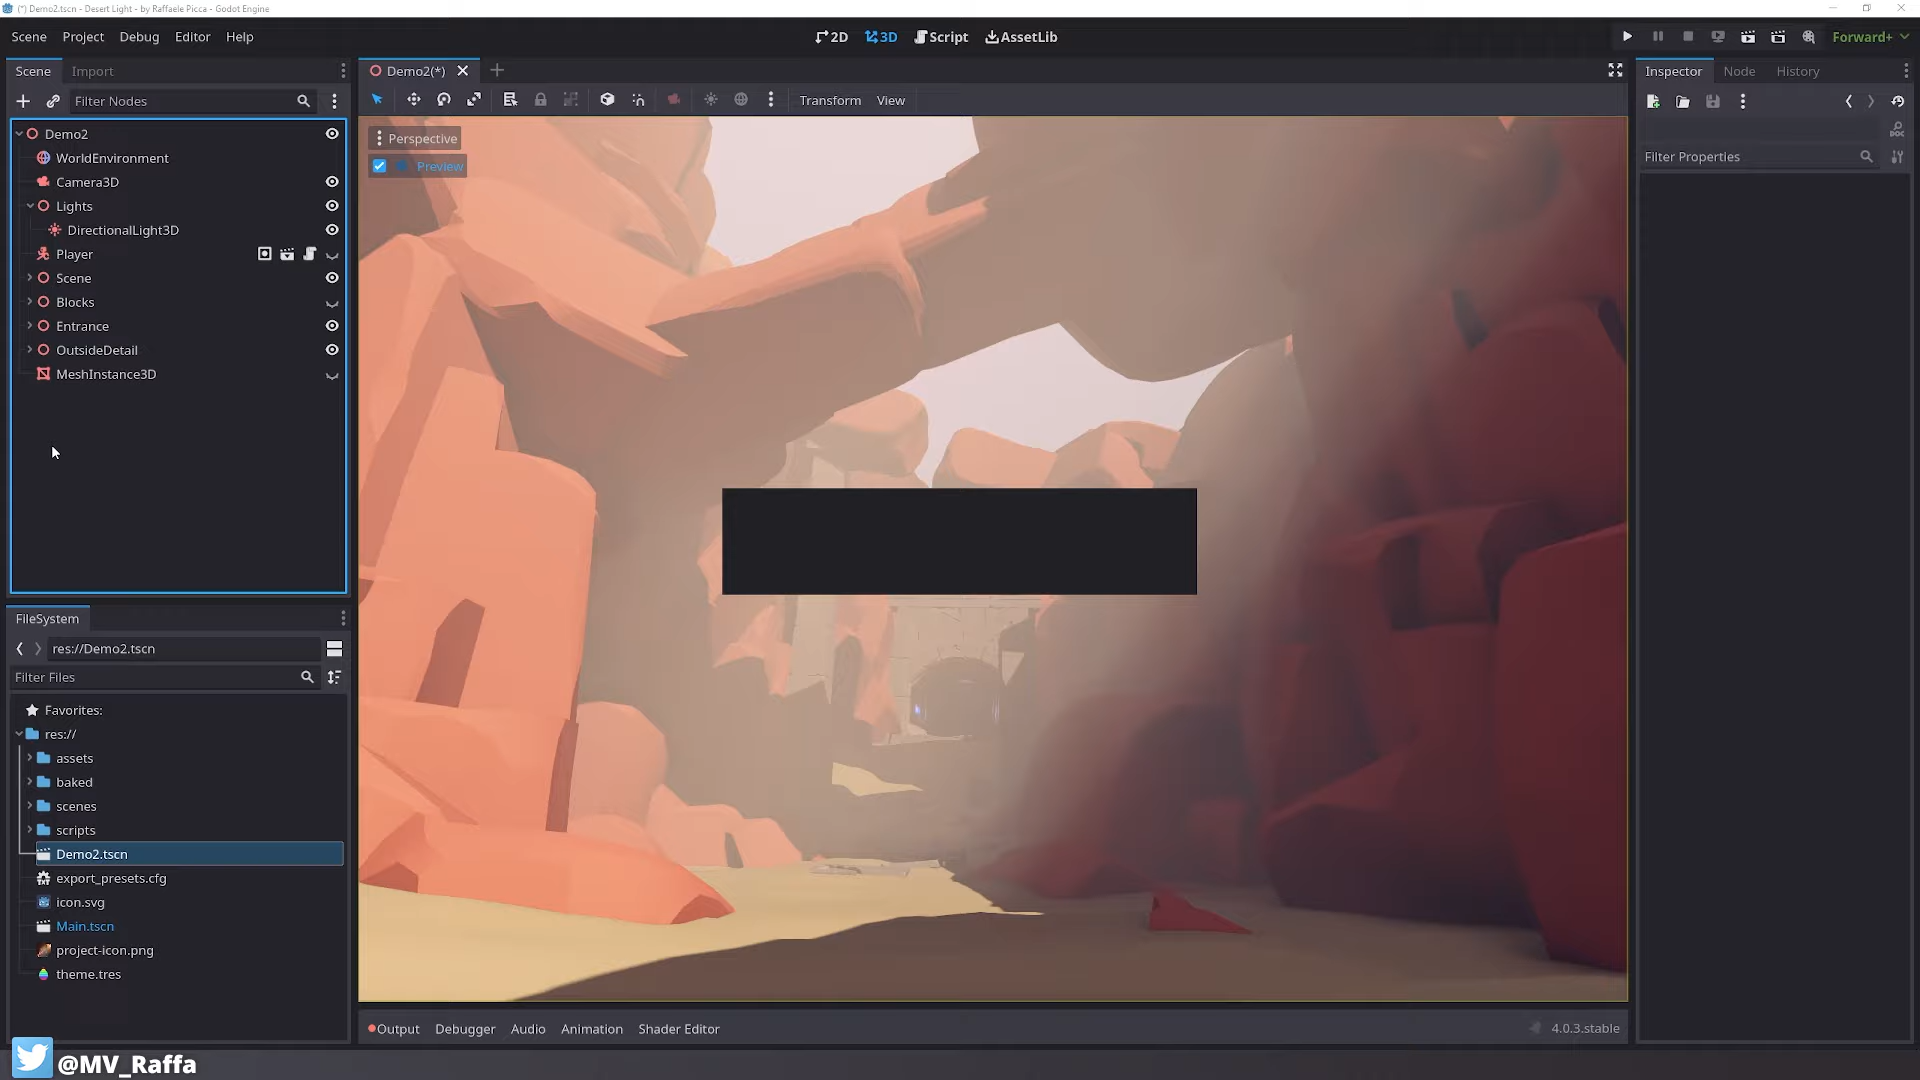 (*) Demo2.tscn - Desert Light - by Raffaele Picca - Godot Engine
Scene Project Debug Editor Help
2D 3D Script AssetLib
Forward+
Scene Import
Demo2(*)
Inspector Node History
Filter Nodes
Transform View
Perspective
Preview
Filter Properties
Demo2
WorldEnvironment
Camera3D
Lights
DirectionalLight3D
Player
Scene
Blocks
Entrance
OutsideDetail
MeshInstance3D
FileSystem
res://Demo2.tscn
Filter Files
Favorites:
res://
assets
baked
scenes
scripts
Demo2.tscn
export_presets.cfg
icon.svg
Main.tscn
project-icon.png
theme.tres
Output Debugger Audio Animation Shader Editor
4.0.3.stable
@MV_Raffa